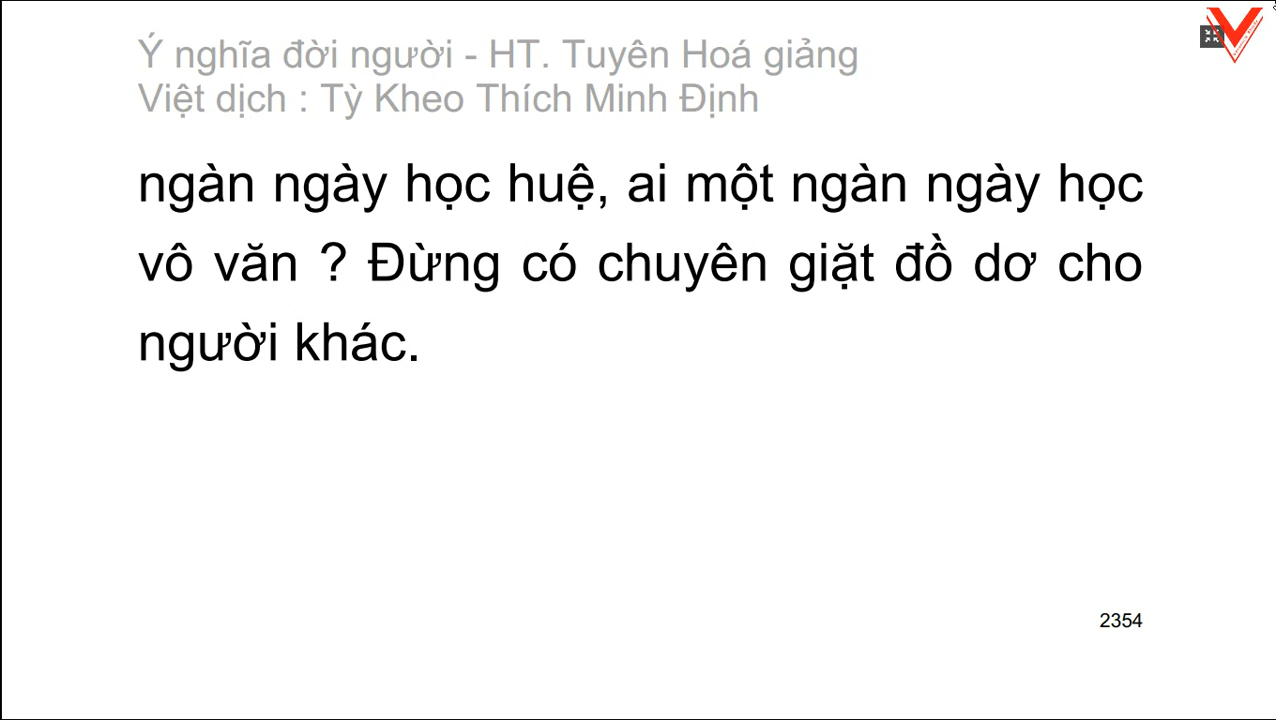 Ý nghĩa đời người - HT. Tuyên Hoá giảng
Việt dịch : Tỳ Kheo Thích Minh Định
ngàn ngày học huệ, ai một ngàn ngày học
vô văn ? Đừng có chuyên giặt đồ dơ cho
người khác.
2354